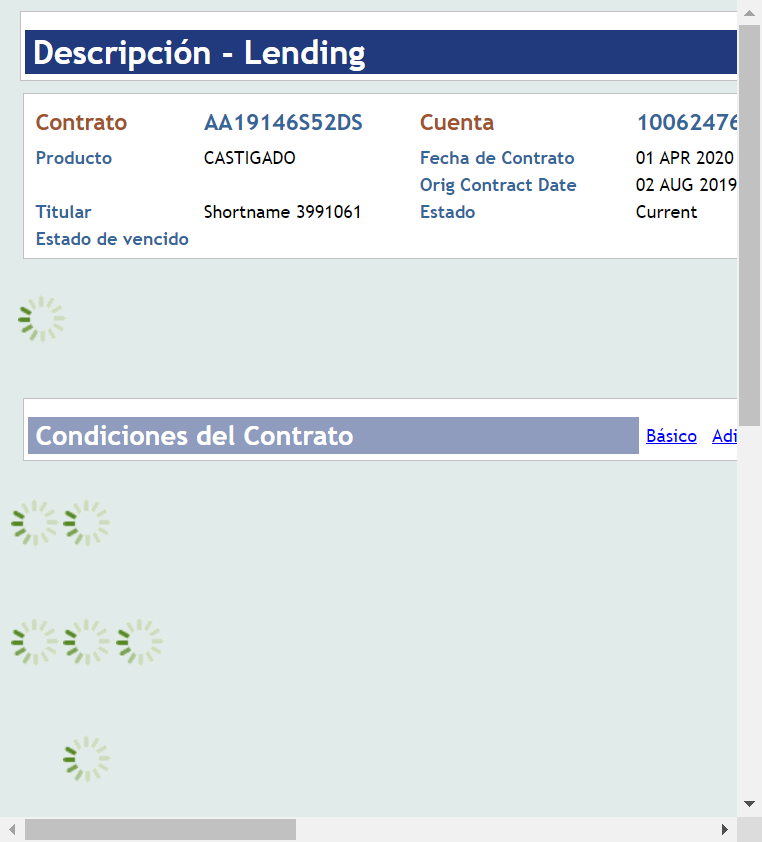 Descripción - Lending
Contrato AA19146S52DS Cuenta 10062476
Producto CASTIGADO Fecha de Contrato 01 APR 2020
Orig Contract Date 02 AUG 2019
Titular Shortname 3991061 Estado Current
Estado de vencido
Condiciones del Contrato Básico Adi